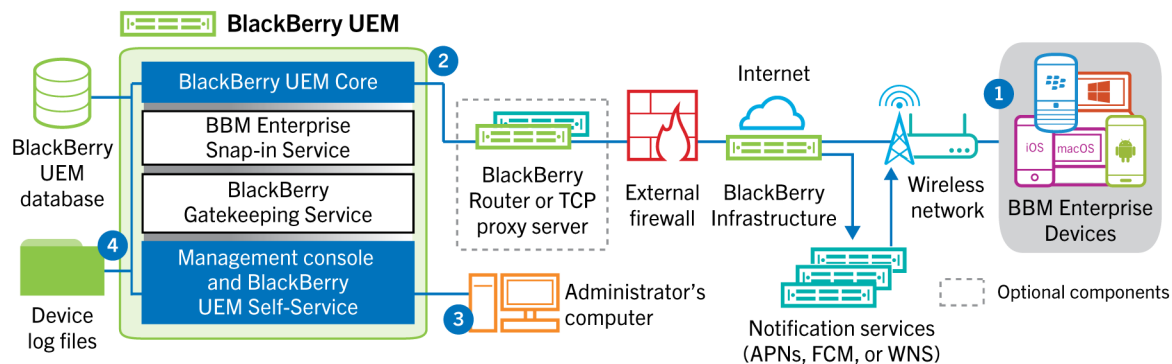 BlackBerry UEM
1
2
3
4
BlackBerry
UEM
database
Device
log files
BlackBerry UEM Core
BBM Enterprise
Snap-in Service
BlackBerry
Gatekeeping Service
Management console
and BlackBerry
UEM Self-Service
Administrator's
computer
BlackBerry
Router or TCP
proxy server
External
firewall
Internet
BlackBerry
Infrastructure
Notification services
(APNs, FCM, or WNS)
Wireless
network
iOS
macOS
BBM Enterprise
Devices
Optional components